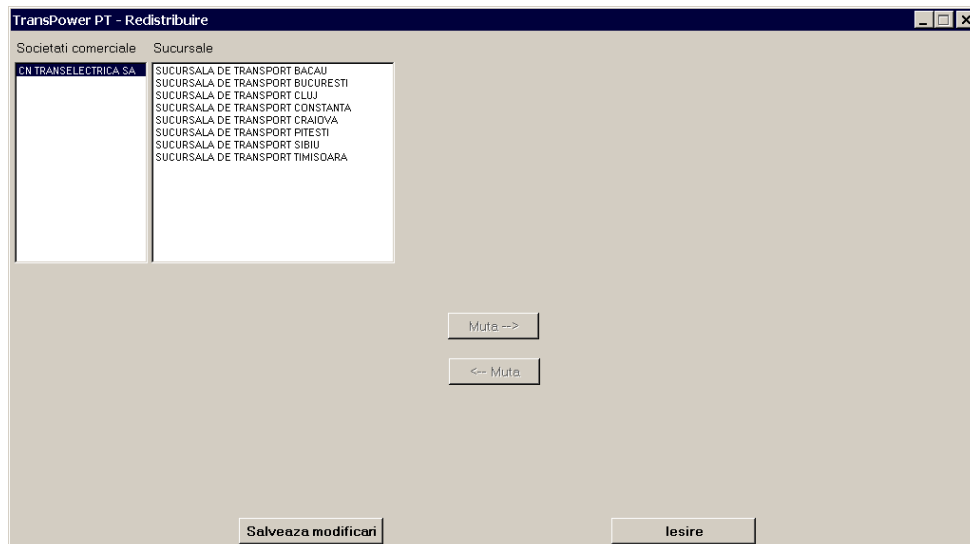 TransPower PT - Redistribuire
Societati comerciale Sucursale
CN TRANSELECTRICA SA
SUCURSALA DE TRANSPORT BACAU
SUCURSALA DE TRANSPORT BUCURESTI
SUCURSALA DE TRANSPORT CLUJ
SUCURSALA DE TRANSPORT CONSTANTA
SUCURSALA DE TRANSPORT CRAIOVA
SUCURSALA DE TRANSPORT PITESTI
SUCURSALA DE TRANSPORT SIBIU
SUCURSALA DE TRANSPORT TIMISOARA
Muta -->
<-- Muta
Salveaza modificari
Iesire